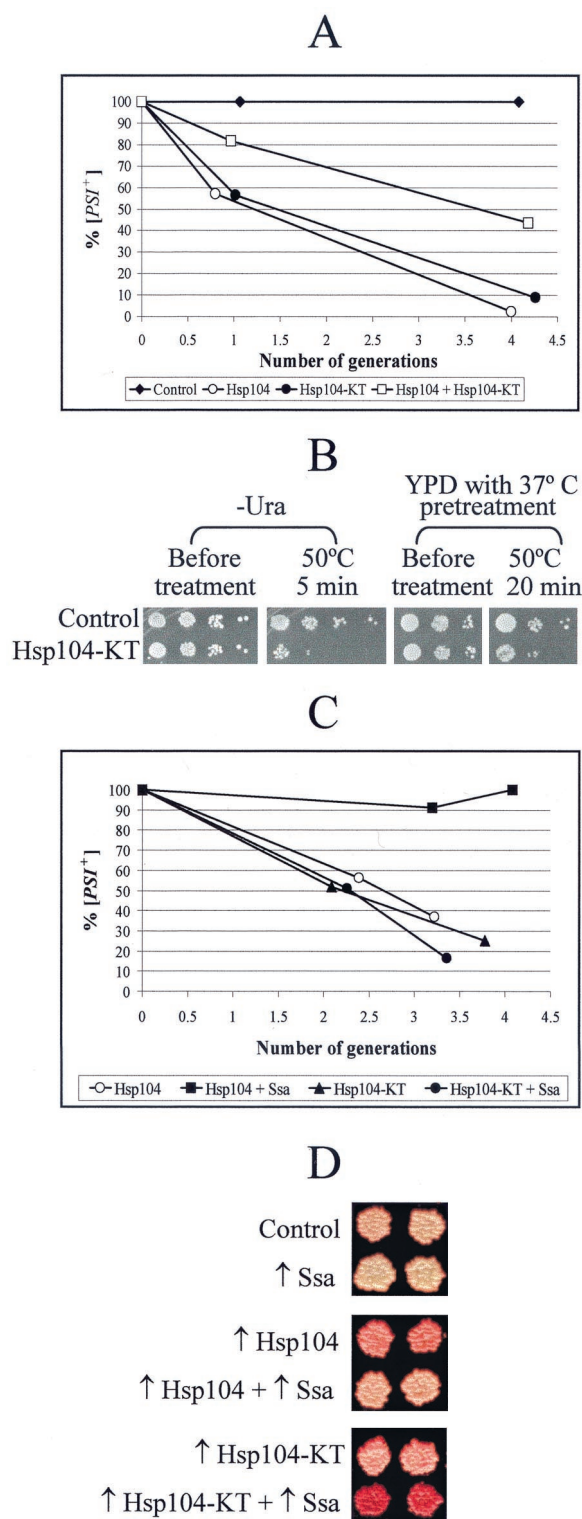 A
100
90
80
70
60
50
40
30
20
10
0
% [PSI+]
0 0.5 1 1.5 2 2.5 3 3.5 4 4.5
Number of generations
Control Hsp104 Hsp104-KT Hsp104 + Hsp104-KT
B
-Ura
YPD with 37º C
pretreatment
Before
treatment
50ºC
5 min
Before
treatment
50ºC
20 min
Control
Hsp104-KT
C
100
90
80
70
60
50
40
30
20
10
0
% [PSI+]
0 0.5 1 1.5 2 2.5 3 3.5 4 4.5
Number of generations
Hsp104 Hsp104 + Ssa Hsp104-KT Hsp104-KT + Ssa
D
Control
↑ Ssa
↑ Hsp104
↑ Hsp104 + ↑ Ssa
↑ Hsp104-KT
↑ Hsp104-KT + ↑ Ssa